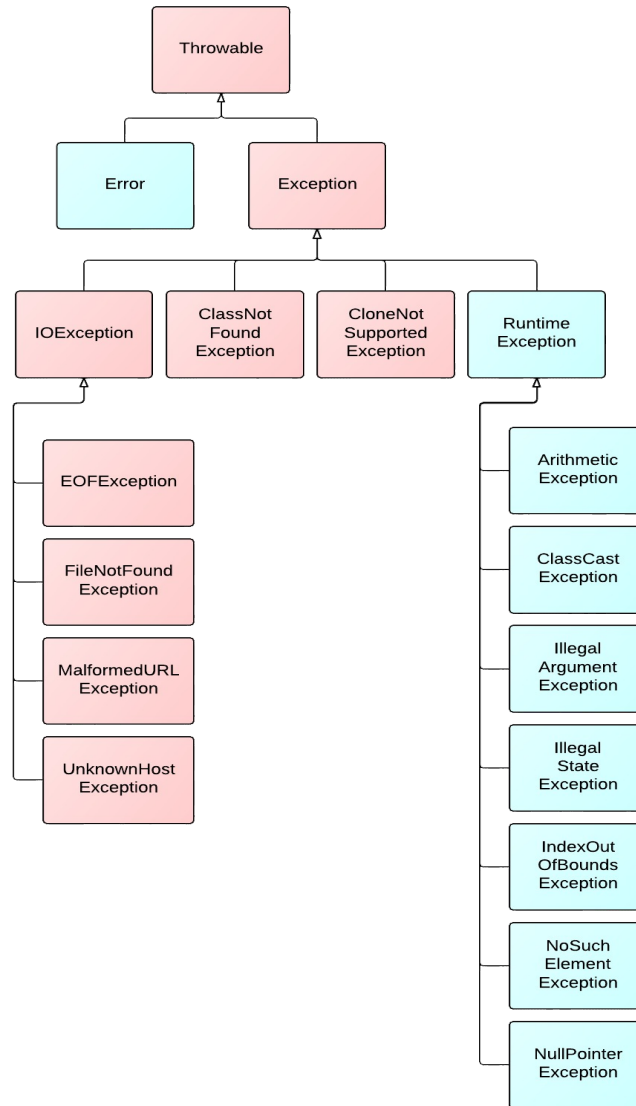 Throwable
Error
Exception
IOException
ClassNot
Found
Exception
CloneNot
Supported
Exception
Runtime
Exception
EOFException
FileNotFound
Exception
MalformedURL
Exception
UnknownHost
Exception
Arithmetic
Exception
ClassCast
Exception
Illegal
Argument
Exception
Illegal
State
Exception
IndexOut
OfBounds
Exception
NoSuch
Element
Exception
NullPointer
Exception